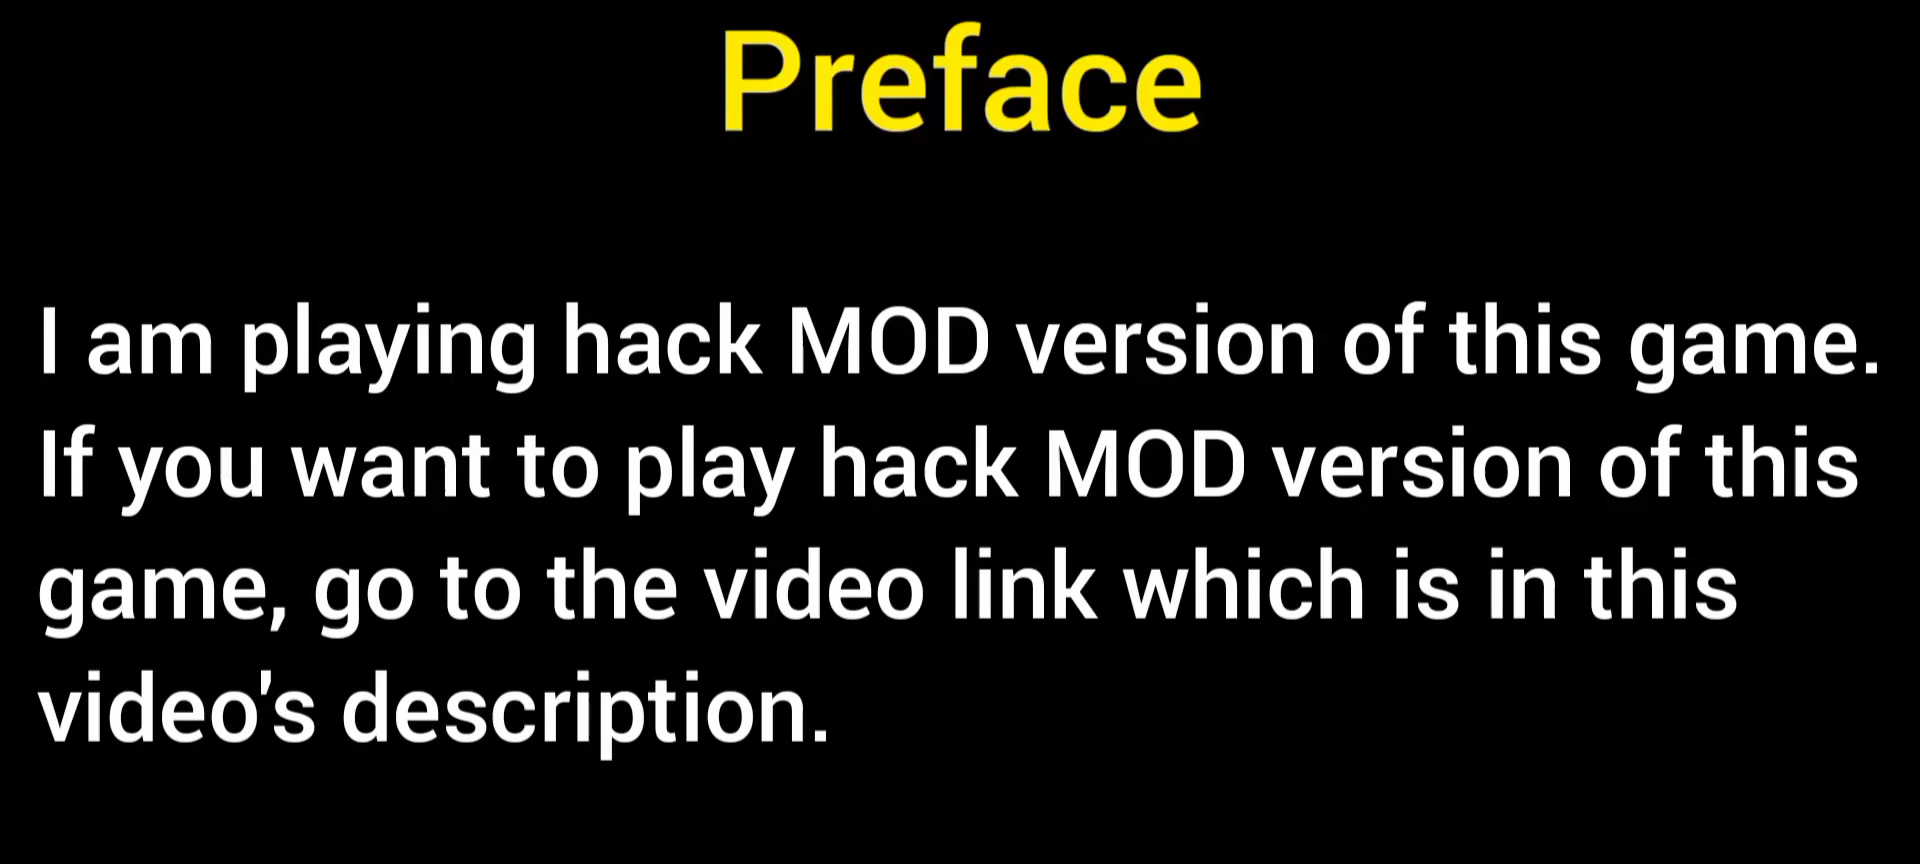 Preface
I am playing hack MOD version of this game.
If you want to play hack MOD version of this
game, go to the video link which is in this
video's description.